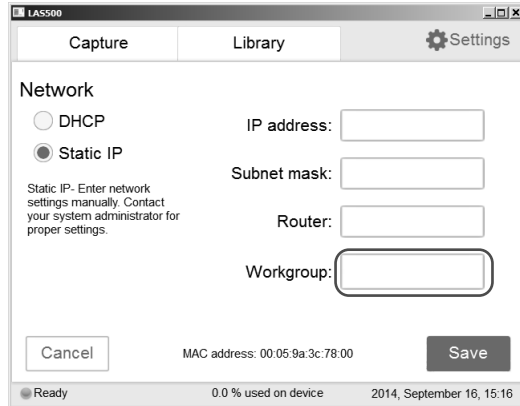 LAS500
Capture
Library
Settings
Network
DHCP
Static IP
Static IP- Enter network
settings manually. Contact
your system administrator for
proper settings.
IP address:
Subnet mask:
Router:
Workgroup:
Cancel
MAC address: 00:05:9a:3c:78:00
Save
Ready
0.0 % used on device
2014, September 16, 15:16